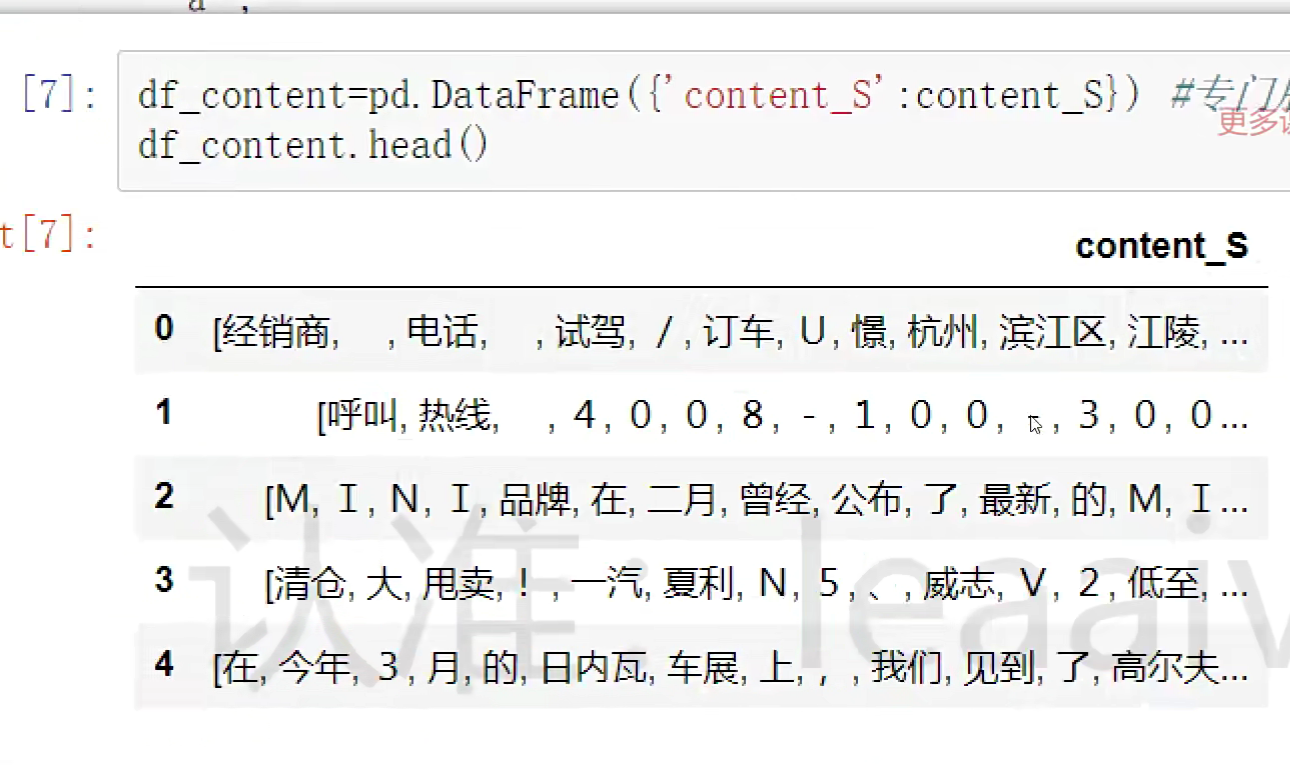 [7]: df_content=pd.DataFrame({'content_S':content_S}) #专门
更多
df_content.head()
t[7]:
content_S
0 [经销商, , 电话, , 试驾, /, 订车, U, 憬, 杭州, 滨江区, 江陵, ...
1 [呼叫, 热线, , 4, 0, 0, 8, -, 1, 0, 0, , 3, 0, 0...
2 [M, I, N, I, 品牌, 在, 二月, 曾经, 公布, 了, 最新, 的, M, I...
3 [清仓, 大, 甩卖, !, 一汽, 夏利, N, 5, 、, 威志, V, 2, 低至, ...
4 [在, 今年, 3, 月, 的, 日内瓦, 车展, 上, ,, 我们, 见到, 了, 高尔夫...
认准：leaai